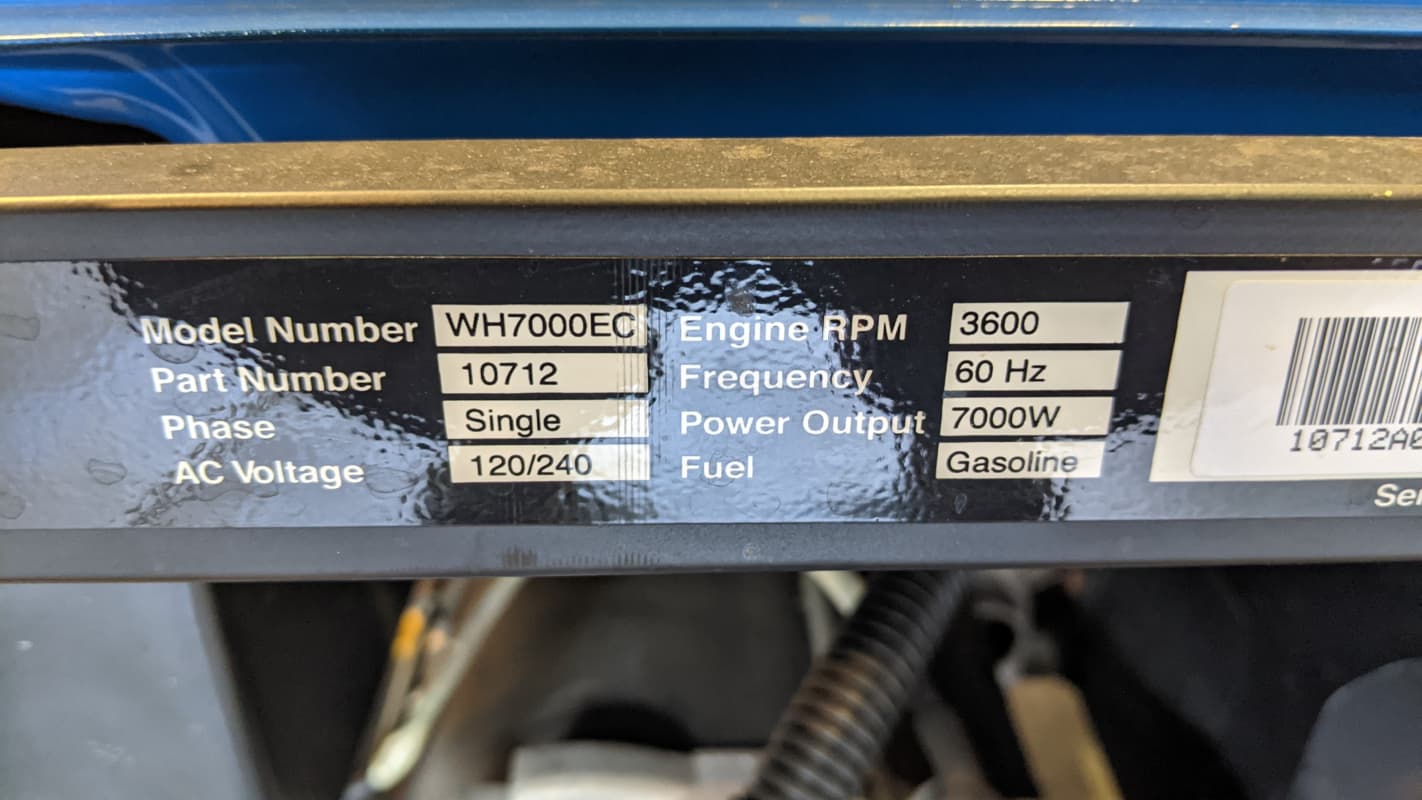 Model Number WH7000EC Engine RPM 3600
Part Number 10712 Frequency 60 Hz
Phase Single Power Output 7000W
AC Voltage 120/240 Fuel Gasoline
10712A0